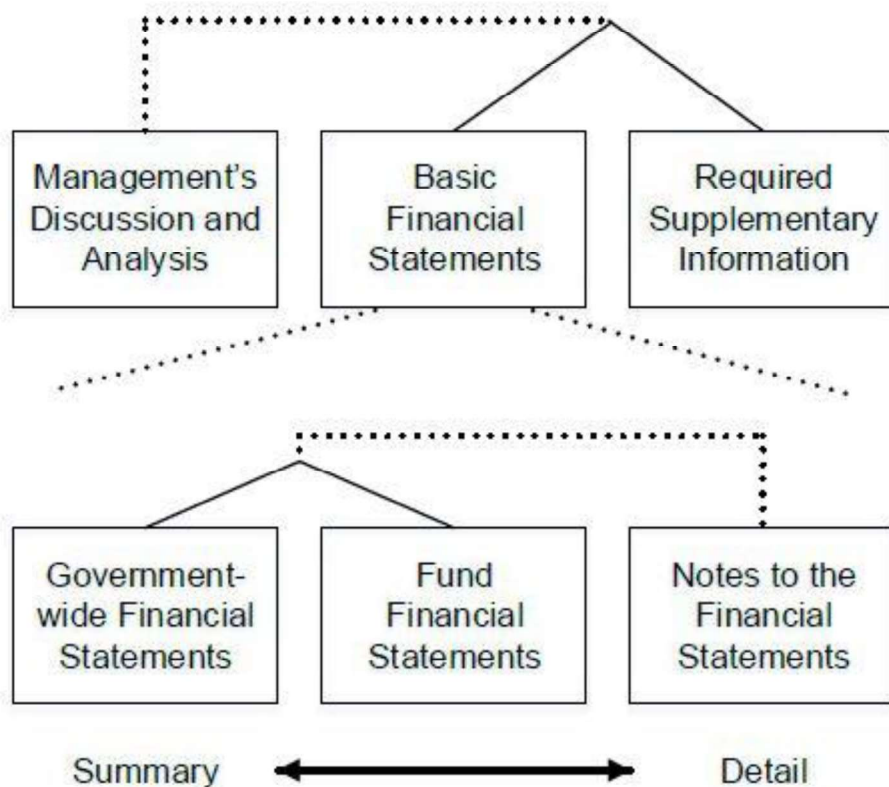 Management's
Discussion and
Analysis
Basic
Financial
Statements
Required
Supplementary
Information
Government-
wide Financial
Statements
Fund
Financial
Statements
Notes to the
Financial
Statements
Summary
Detail